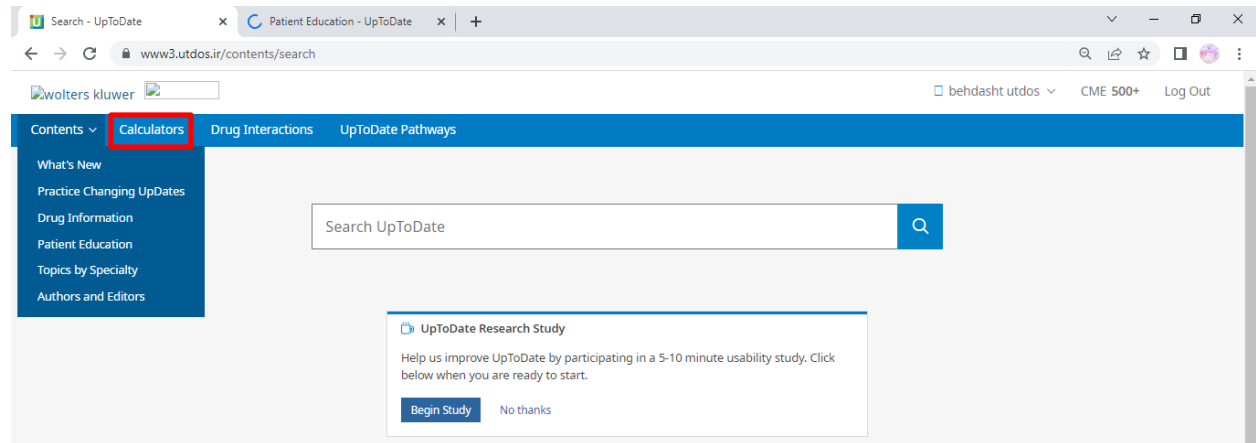 Search - UpToDate
Patient Education - UpToDate
www3.utdos.ir/contents/search
wolters kluwer
behdasht utdos CME 500+ Log Out
Contents Calculators Drug Interactions UpToDate Pathways
What's New
Practice Changing UpDates
Drug Information
Patient Education
Topics by Specialty
Authors and Editors
Search UpToDate
UpToDate Research Study
Help us improve UpToDate by participating in a 5-10 minute usability study. Click
below when you are ready to start.
Begin Study No thanks